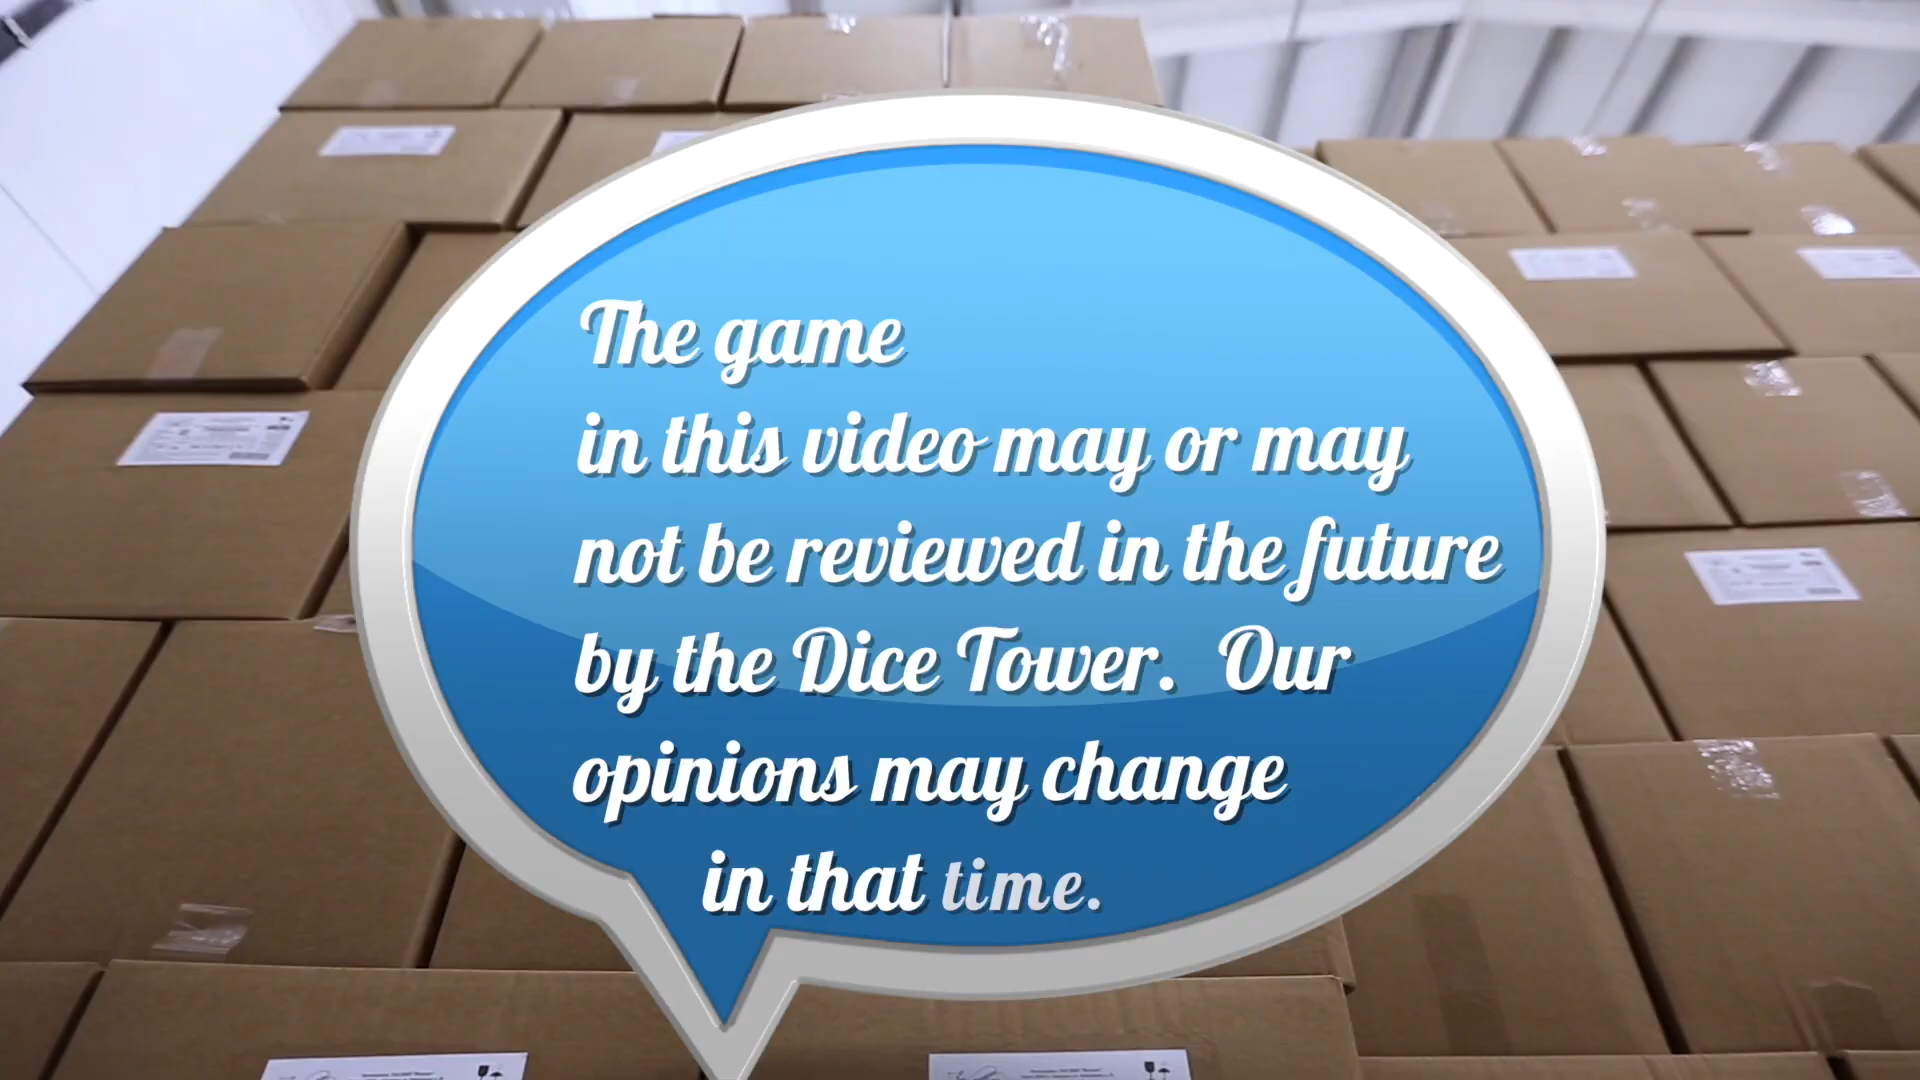 The game
in this video may or may
not be reviewed in the future
by the Dice Tower. Our
opinions may change
in that time.